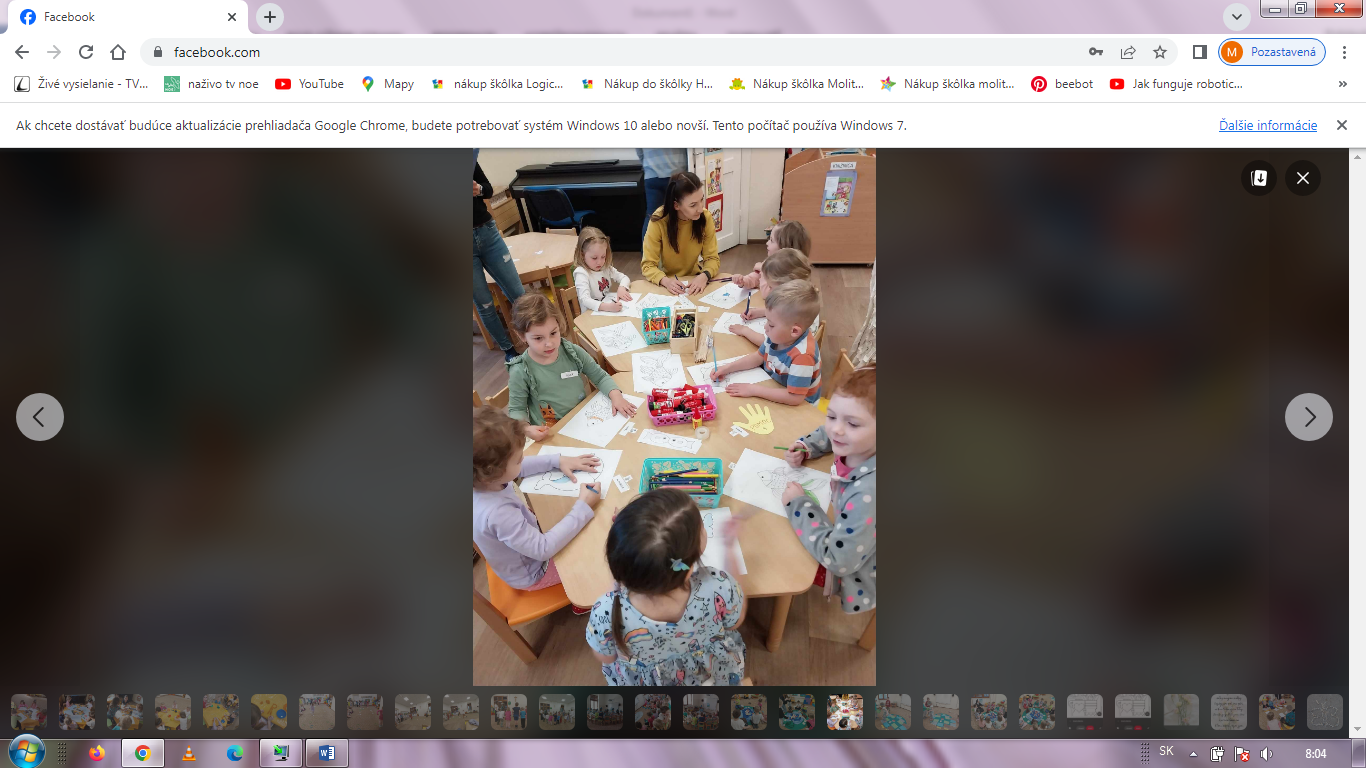 Facebook
facebook.com
M
Pozastavená
Živé vysielanie - TV...
naživo tv noe
YouTube
Mapy
nákup škôlka Logic...
Nákup do škôlky H...
Nákup škôlka Molit...
Nákup škôlka molit...
beebot
Jak funguje robotic...
»
Ak chcete dostávať budúce aktualizácie prehliadača Google Chrome, budete potrebovať systém Windows 10 alebo novší. Tento počítač používa Windows 7.
Ďalšie informácie
SK
8:04